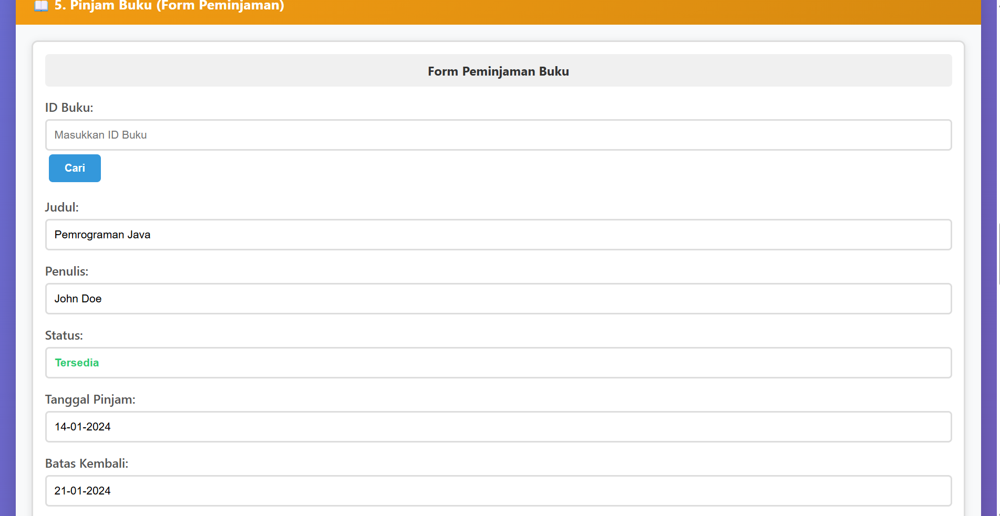 5. Pinjam Buku (Form Peminjaman)
Form Peminjaman Buku
ID Buku:
Masukkan ID Buku
Cari
Judul:
Pemrograman Java
Penulis:
John Doe
Status:
Tersedia
Tanggal Pinjam:
14-01-2024
Batas Kembali:
21-01-2024